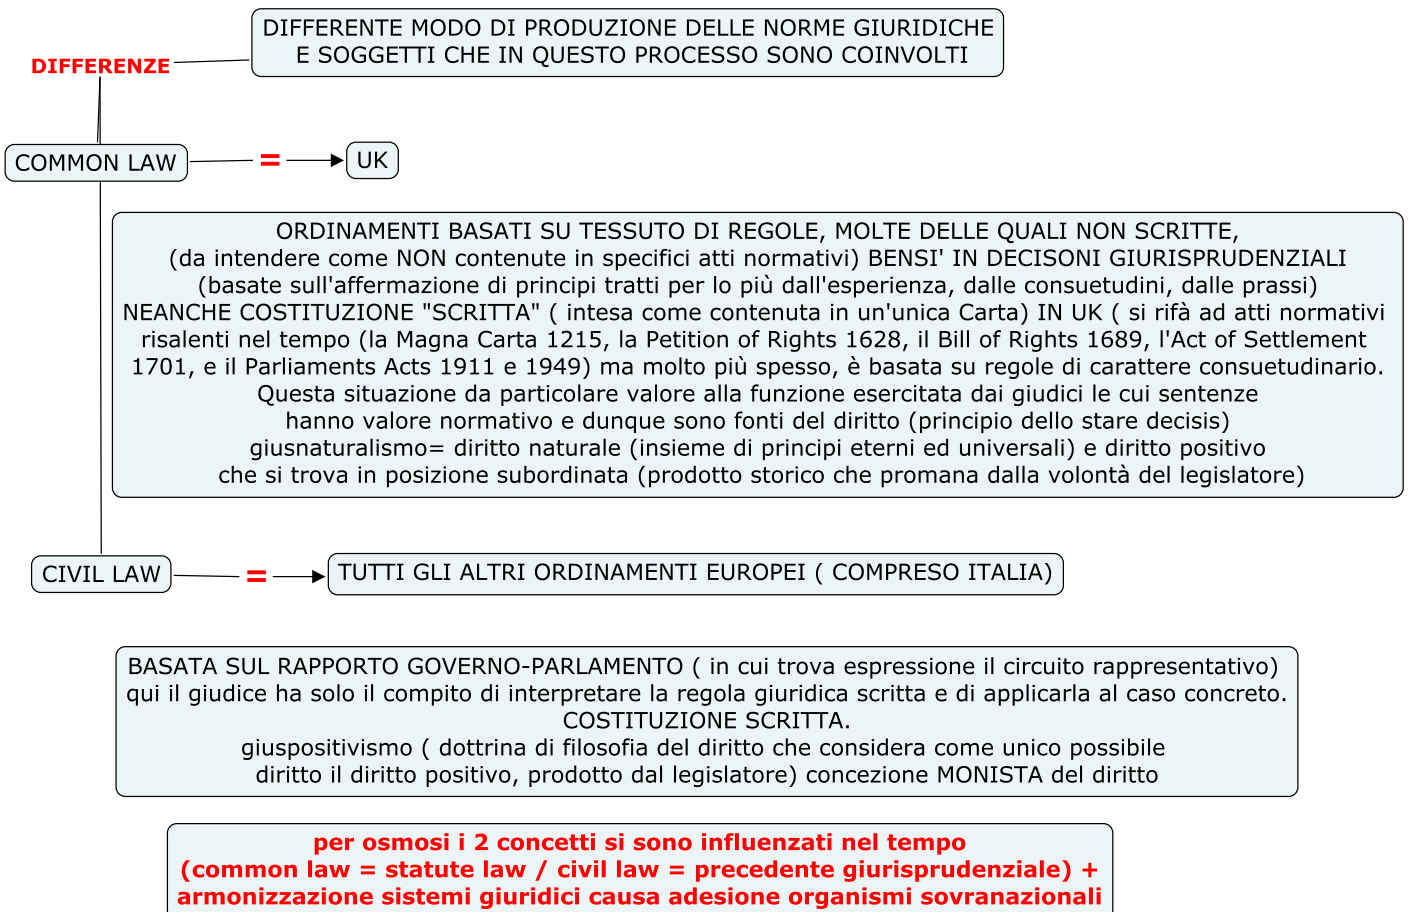 DIFFERENTE MODO DI PRODUZIONE DELLE NORME GIURIDICHE
E SOGGETTI CHE IN QUESTO PROCESSO SONO COINVOLTI
DIFFERENZE
COMMON LAW = UK
ORDINAMENTI BASATI SU TESSUTO DI REGOLE, MOLTE DELLE QUALI NON SCRITTE,
(da intendere come NON contenute in specifici atti normativi) BENSI' IN DECISONI GIURISPRUDENZIALI
(basate sull'affermazione di principi tratti per lo più dall'esperienza, dalle consuetudini, dalle prassi)
NEANCHE COSTITUZIONE "SCRITTA" ( intesa come contenuta in un'unica Carta) IN UK ( si rifà ad atti normativi
risalenti nel tempo (la Magna Carta 1215, la Petition of Rights 1628, il Bill of Rights 1689, l'Act of Settlement
1701, e il Parliaments Acts 1911 e 1949) ma molto più spesso, è basata su regole di carattere consuetudinario.
Questa situazione da particolare valore alla funzione esercitata dai giudici le cui sentenze
hanno valore normativo e dunque sono fonti del diritto (principio dello stare decisis)
giusnaturalismo= diritto naturale (insieme di principi eterni ed universali) e diritto positivo
che si trova in posizione subordinata (prodotto storico che promana dalla volontà del legislatore)
CIVIL LAW = TUTTI GLI ALTRI ORDINAMENTI EUROPEI ( COMPRESO ITALIA)
BASATA SUL RAPPORTO GOVERNO-PARLAMENTO ( in cui trova espressione il circuito rappresentativo)
qui il giudice ha solo il compito di interpretare la regola giuridica scritta e di applicarla al caso concreto.
COSTITUZIONE SCRITTA.
giuspositivismo ( dottrina di filosofia del diritto che considera come unico possibile
diritto il diritto positivo, prodotto dal legislatore) concezione MONISTA del diritto
per osmosi i 2 concetti si sono influenzati nel tempo
(common law = statute law / civil law = precedente giurisprudenziale) +
armonizzazione sistemi giuridici causa adesione organismi sovranazionali